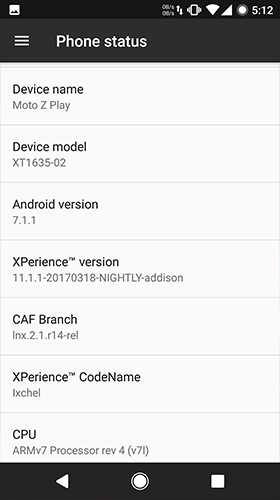 0B/s
0B/s
5:12
Phone status
Device name
Moto Z Play
Device model
XT1635-02
Android version
7.1.1
XPerience™ version
11.1.1-20170318-NIGHTLY-addison
CAF Branch
lnx.2.1.r14-rel
XPerience™ CodeName
Ixchel
CPU
ARMv7 Processor rev 4 (v7l)